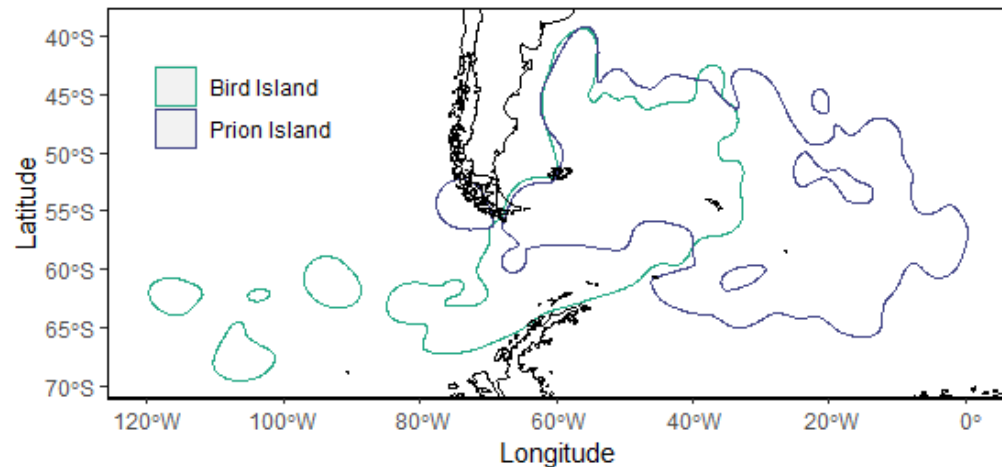 40°S
45°S
50°S
55°S
60°S
65°S
70°S
Latitude
Bird Island
Prion Island
120°W
100°W
80°W
60°W
40°W
20°W
0°
Longitude